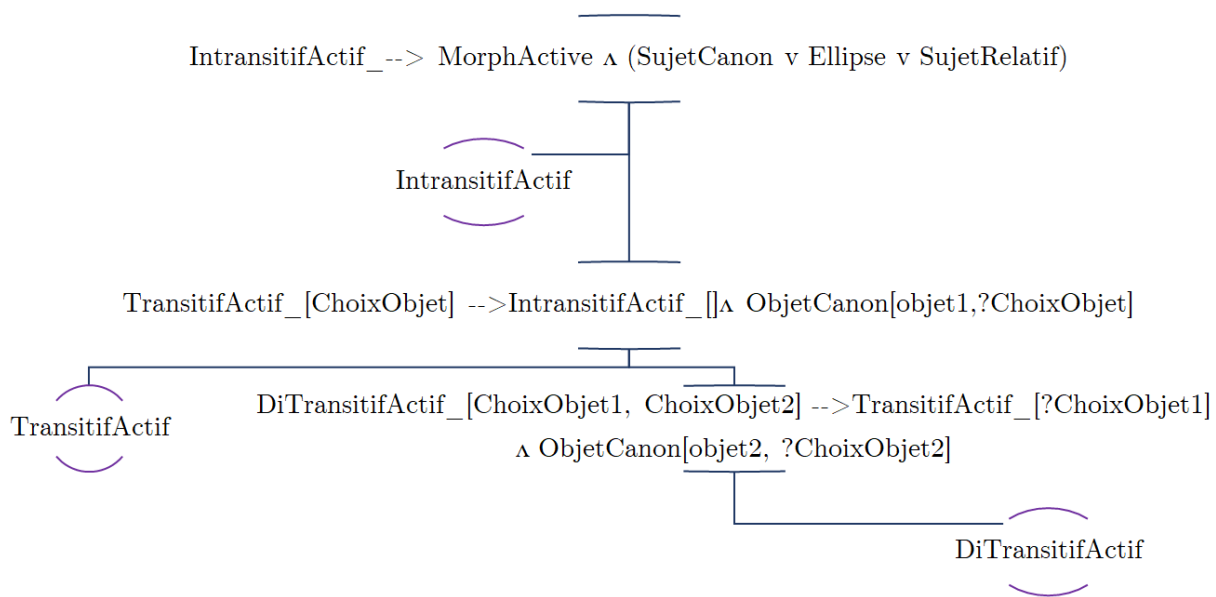 IntransitifActif_--> MorphActive ʌ (SujetCanon v Ellipse v SujetRelatif)
IntransitifActif
TransitifActif_[ChoixObjet] -->IntransitifActif_[]ʌ ObjetCanon[objet1,?ChoixObjet]
TransitifActif
DiTransitifActif_[ChoixObjet1, ChoixObjet2] -->TransitifActif_[?ChoixObjet1]
ʌ ObjetCanon[objet2, ?ChoixObjet2]
DiTransitifActif